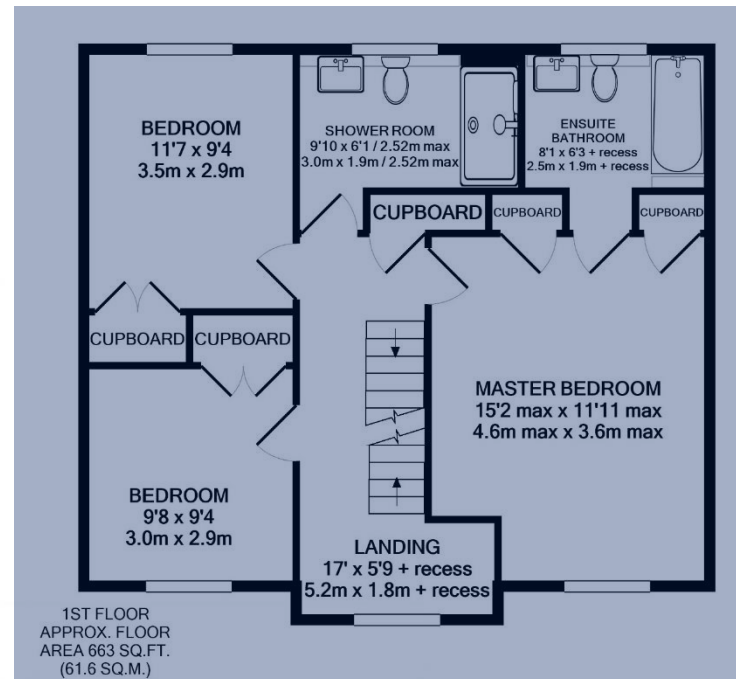 BEDROOM
11'7 x 9'4
3.5m x 2.9m
SHOWER ROOM
9'10 x 6'1 / 2.52m max
3.0m x 1.9m / 2.52m max
ENSUITE
BATHROOM
8'1 x 6'3 + recess
2.5m x 1.9m + recess
CUPBOARD
CUPBOARD
CUPBOARD
CUPBOARD
CUPBOARD
MASTER BEDROOM
15'2 max x 11'11 max
4.6m max x 3.6m max
BEDROOM
9'8 x 9'4
3.0m x 2.9m
LANDING
17' x 5'9 + recess
5.2m x 1.8m + recess
1ST FLOOR
APPROX. FLOOR
AREA 663 SQ.FT.
(61.6 SQ.M.)